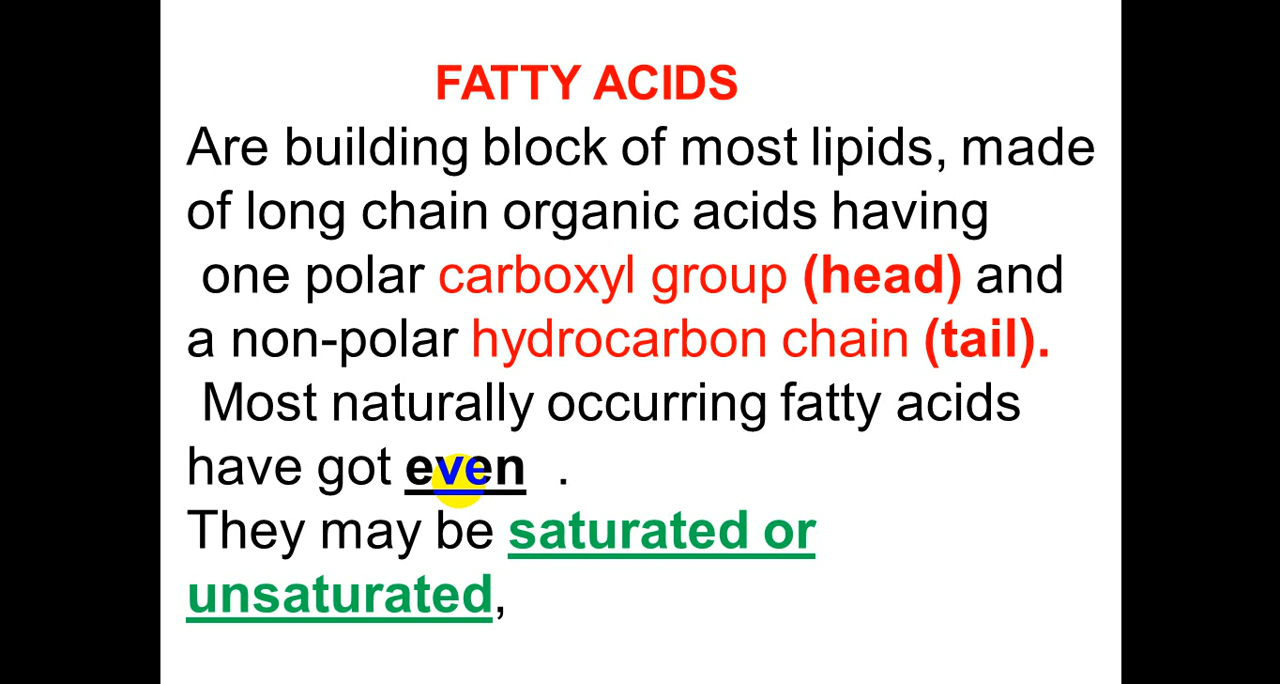 FATTY ACIDS
Are building block of most lipids, made
of long chain organic acids having
one polar carboxyl group (head) and
a non-polar hydrocarbon chain (tail).
Most naturally occurring fatty acids
have got even .
They may be saturated or
unsaturated,